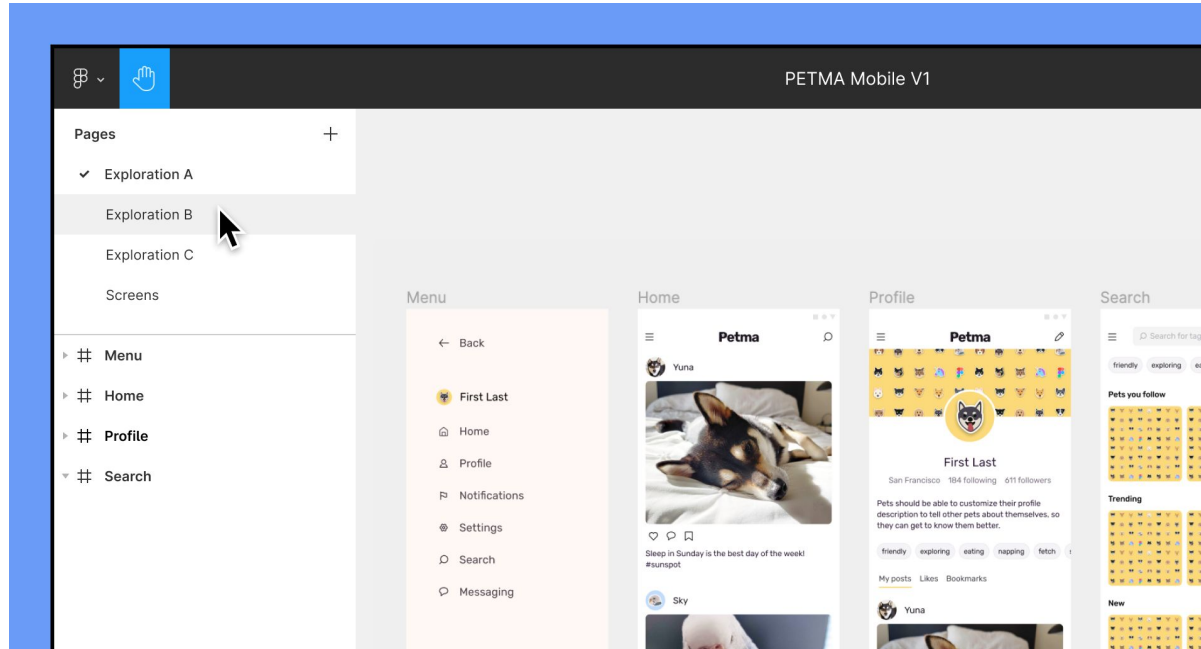 PETMA Mobile V1
Pages
Exploration A
Exploration B
Exploration C
Screens
Menu
Home
Profile
Search
Menu
Back
First Last
Home
Profile
Notifications
Settings
Search
Messaging
Home
Petma
Yuna
Sleep in Sunday is the best day of the week!
#sunspot
Sky
Profile
Petma
First Last
San Francisco 184 following 611 followers
Pets should be able to customize their profile
description to tell other pets about themselves, so
they can get to know them better.
friendly exploring eating napping fetch
My posts Likes Bookmarks
Yuna
Search
Search for tag
friendly exploring
Pets you follow
Trending
New